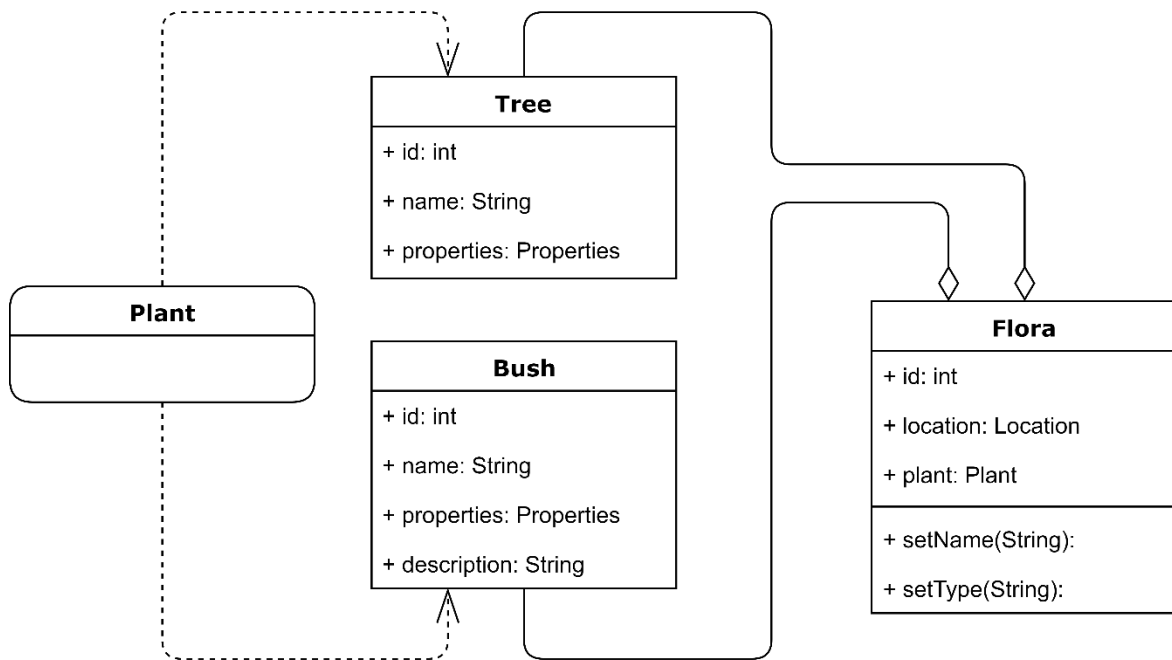 Tree
+ id: int
+ name: String
+ properties: Properties
Plant
Bush
+ id: int
+ name: String
+ properties: Properties
+ description: String
Flora
+ id: int
+ location: Location
+ plant: Plant
+ setName(String):
+ setType(String):